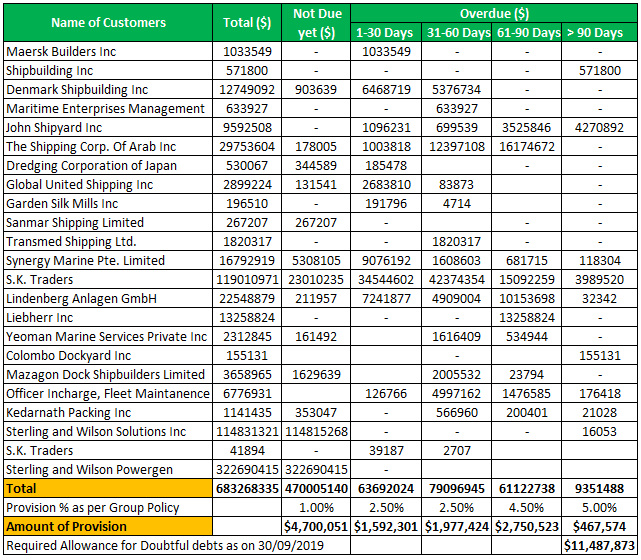 Name of Customers Total ($) Not Due yet ($) Overdue ($)
1-30 Days 31-60 Days 61-90 Days > 90 Days
Maersk Builders Inc 1033549 - 1033549 - - -
Shipbuilding Inc 571800 - - - - 571800
Denmark Shipbuilding Inc 12749092 903639 6468719 5376734 - -
Maritime Enterprises Management 633927 - - 633927 - -
John Shipyard Inc 9592508 - 1096231 699539 3525846 4270892
The Shipping Corp. Of Arab Inc 29753604 178005 1003818 12397108 16174672 -
Dredging Corporation of Japan 530067 344589 185478 -
Global United Shipping Inc 2899224 131541 2683810 83873 -
Garden Silk Mills Inc 196510 - 191796 4714 -
Sanmar Shipping Limited 267207 267207 -
Transmed Shipping Ltd. 1820317 - - 1820317 - -
Synergy Marine Pte. Limited 16792919 5308105 9076192 1608603 681715 118304
S.K. Traders 119010971 23010235 34544602 42374354 15092259 3989520
Lindenberg Anlagen GmbH 22548879 211957 7241877 4909004 10153698 32342
Liebherr Inc 13258824 - - 13258824 -
Yeoman Marine Services Private Inc 2312845 161492 1616409 534944 -
Colombo Dockyard Inc 155131 - - 155131
Mazagon Dock Shipbuilders Limited 3658965 1629639 2005532 23794 -
Officer Incharge, Fleet Maintanence 6776931 126766 4997162 1476585 176418
Kedarnath Packing Inc 1141435 353047 - 566960 200401 21028
Sterling and Wilson Solutions Inc 114831321 114815268 - - - 16053
S.K. Traders 41894 - 39187 2707 -
Sterling and Wilson Powergen 322690415 322690415 - -
Total 683268335 470005140 63692024 79096945 61122738 9351488
Provision % as per Group Policy 1.00% 2.50% 2.50% 4.50% 5.00%
Amount of Provision $4,700,051 $1,592,301 $1,977,424 $2,750,523 $467,574
Required Allowance for Doubtful debts as on 30/09/2019 $11,487,873